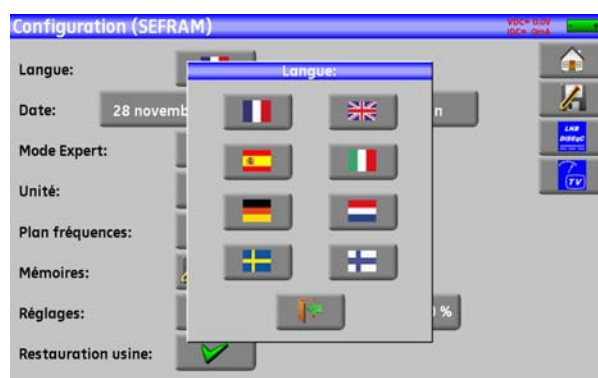 Configuration (SEFRAM)
VDC= 0.0V
IDC= 0mA
Langue:
Langue:
Date: 28 novemb n
Mode Expert:
LNB
DISEqC
Unité:
TV
Plan fréquences:
Mémoires:
Réglages: %
Restauration usine: